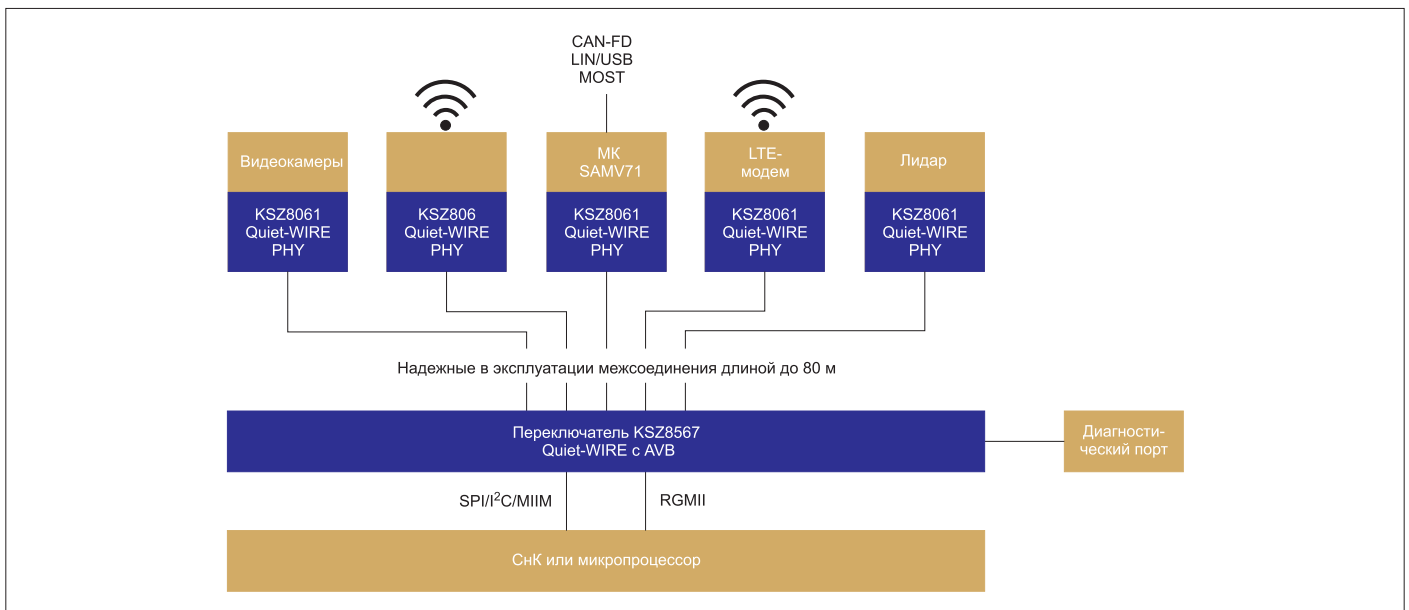 CAN-FD
LIN/USB
MOST
Видеокамеры
МК
SAMV71
LTE-
модем
Лидар
KSZ8061
Quiet-WIRE
PHY
KSZ806
Quiet-WIRE
PHY
KSZ8061
Quiet-WIRE
PHY
KSZ8061
Quiet-WIRE
PHY
KSZ8061
Quiet-WIRE
PHY
Надежные в эксплуатации межсоединения длиной до 80 м
Переключатель KSZ8567
Quiet-WIRE с AVB
Диагности-
ческий порт
SPI/I²C/MIIM
RGMII
СнК или микропроцессор